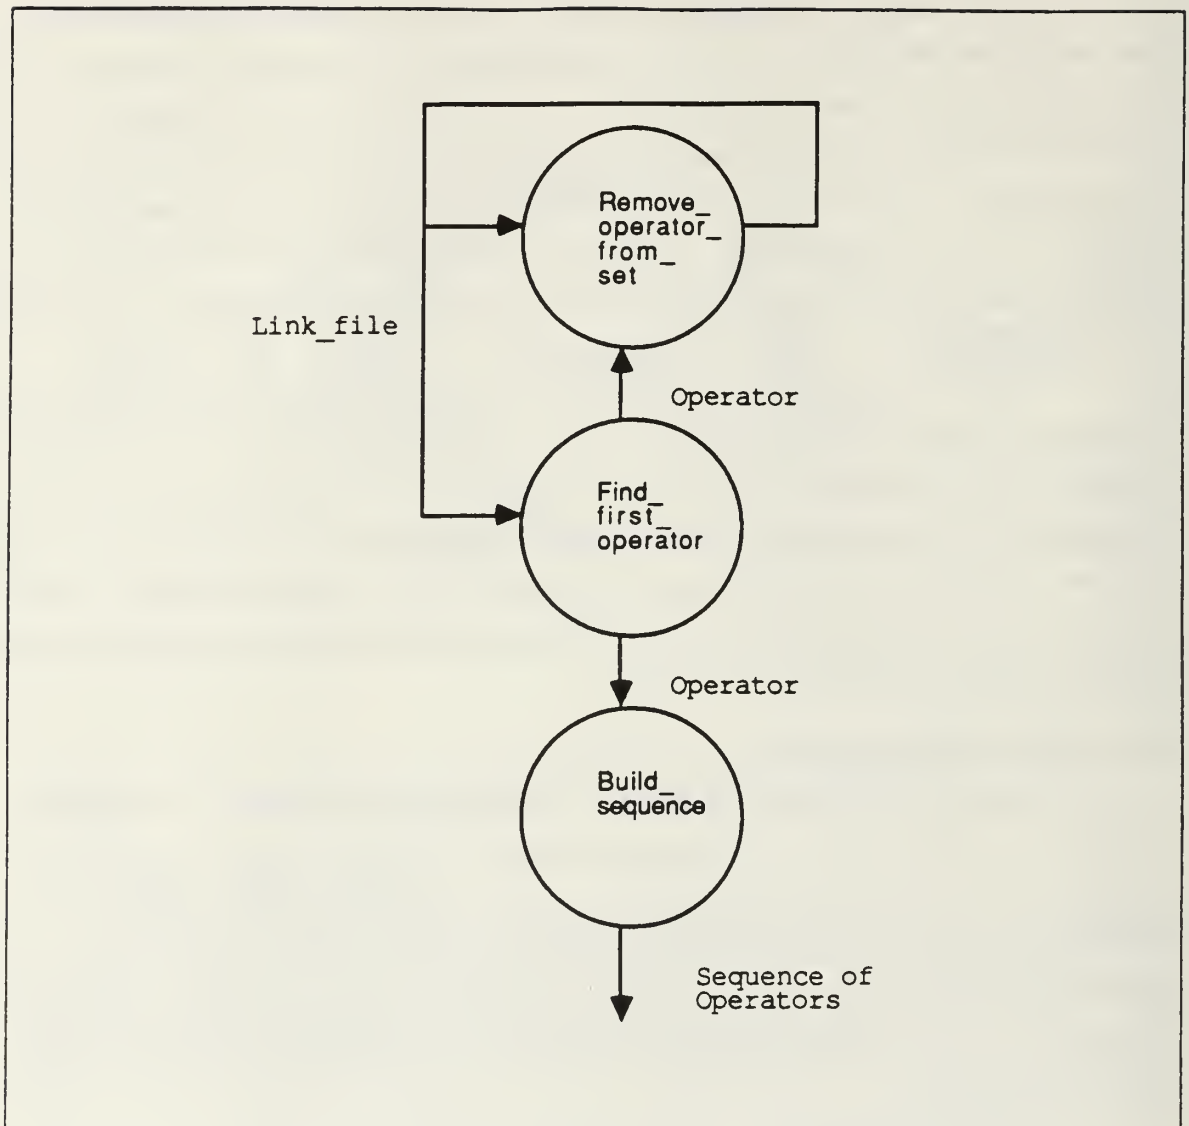 Remove_
operator_
from_
set
Link_file
Operator
Find_
first_
operator
Operator
Build_
sequence
Sequence of
Operators